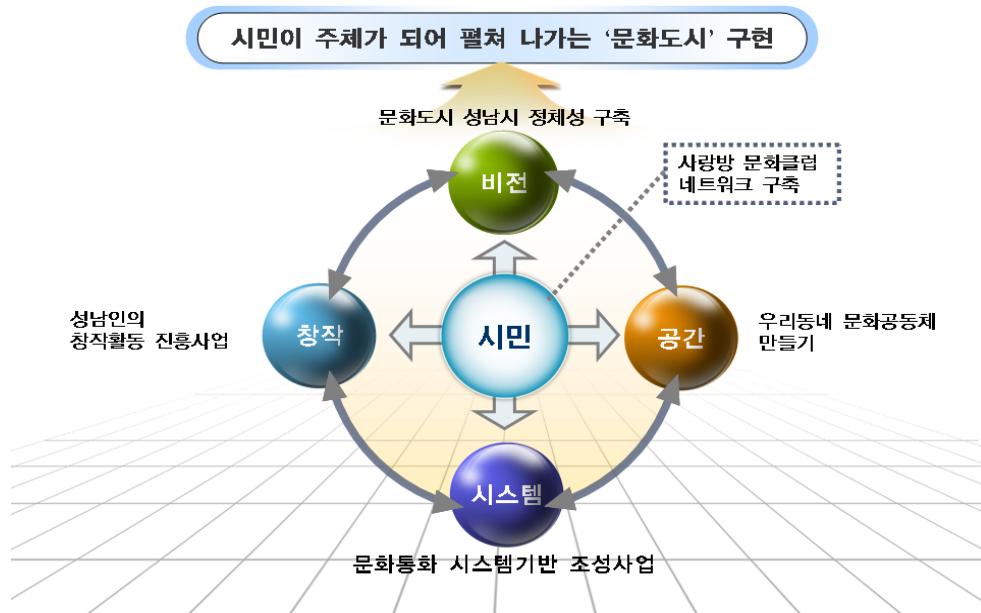 시민이 주체가 되어 펼쳐 나가는 ‘문화도시’ 구현
문화도시 성남시 정체성 구축
비전
사랑방 문화클럽
네트워크 구축
성남인의
창작활동 진흥사업
창작
시민
공간
우리동네 문화공동체
만들기
시스템
문화통화 시스템기반 조성사업